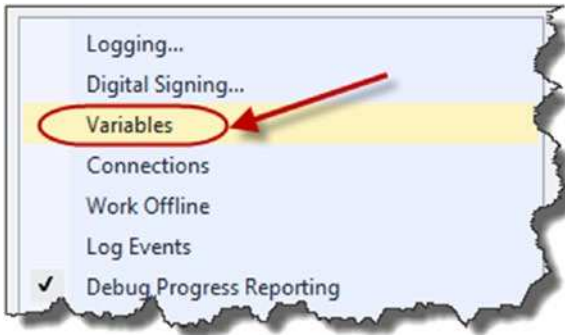 Logging...
Digital Signing...
Variables
Connections
Work Offline
Log Events
Debug Progress Reporting